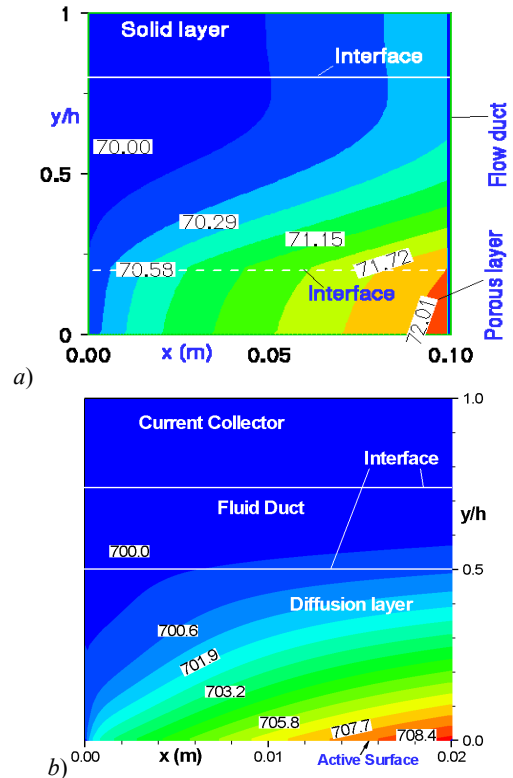 1
Solid layer
Interface
y/h
70.00
0.5
70.29
71.15
70.58
71.72
Interface
72.01
0
0.00
x (m)
0.05
0.10
Flow duct
Porous layer
a)
Current Collector
1.0
Interface
Fluid Duct
y/h
700.0
0.5
Diffusion layer
700.6
701.9
703.2
705.8
707.7
708.4
0.0
0.00
x (m)
0.01
Active Surface
0.02
b)